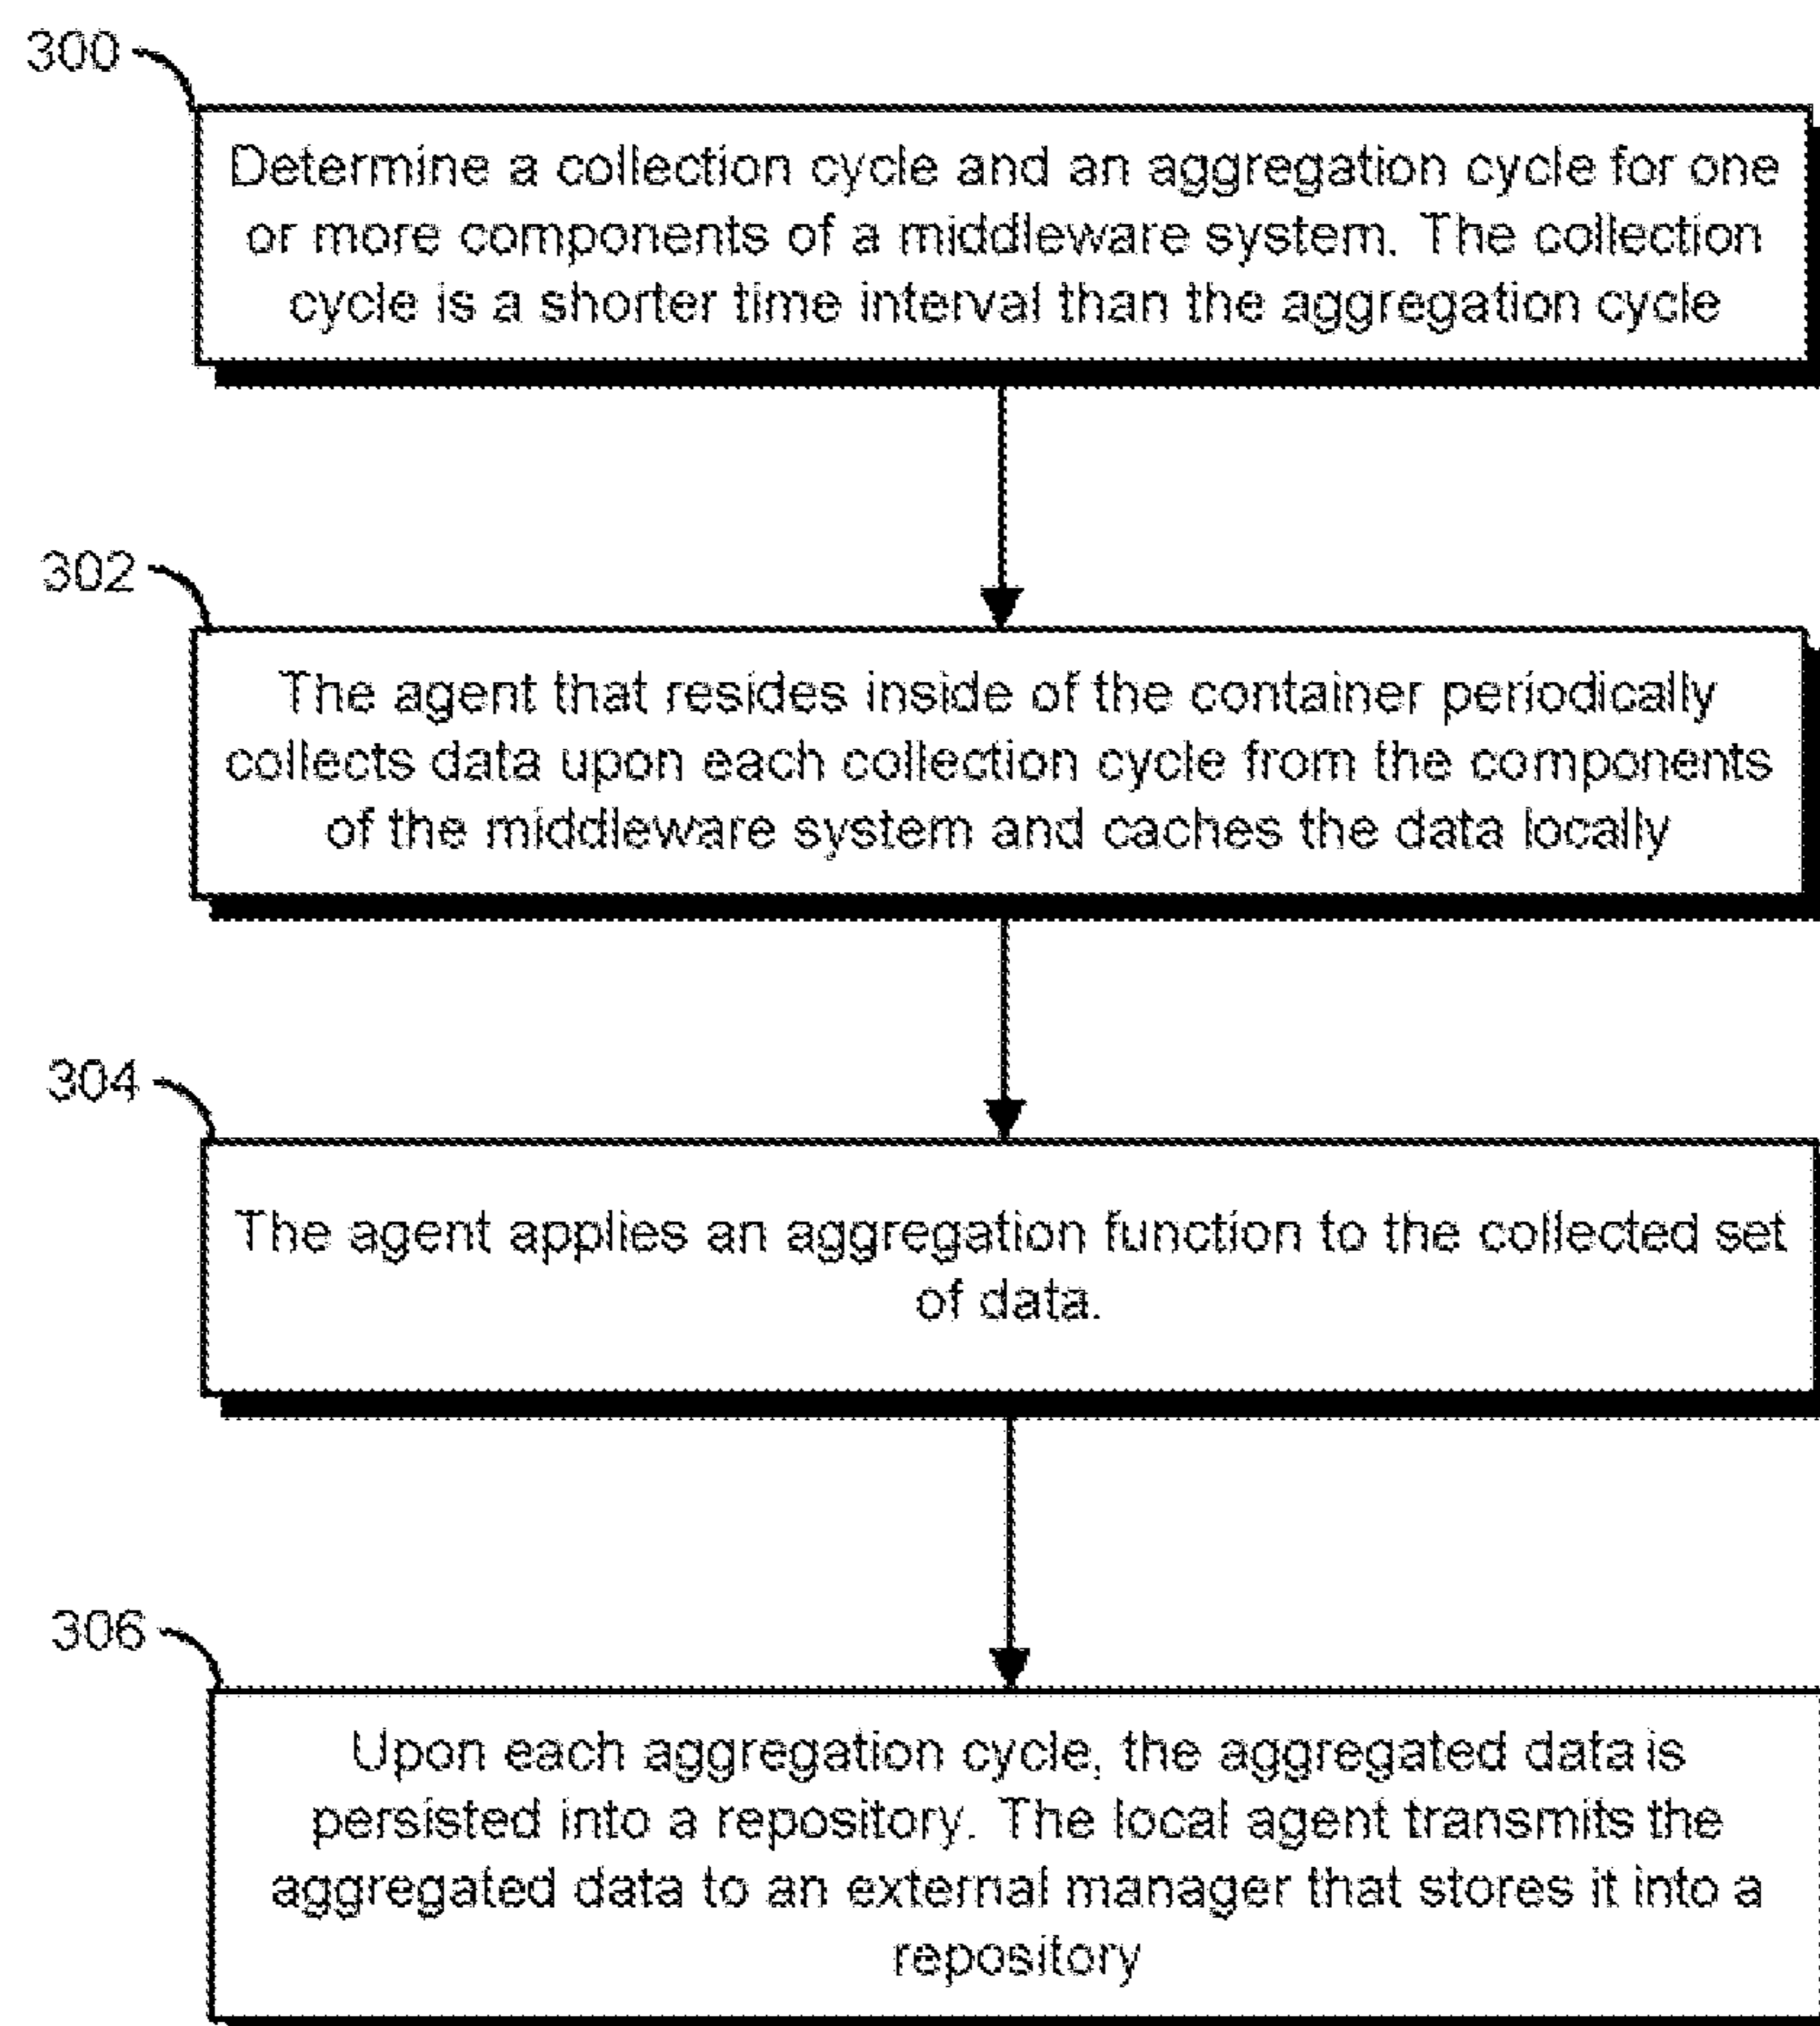 300
Determine a collection cycle and an aggregation cycle for one
or more components of a middleware system. The collection
cycle is a shorter time interval than the aggregation cycle
302
The agent that resides inside of the container periodically
collects data upon each collection cycle from the components
of the middleware system and caches the data locally
304
The agent applies an aggregation function to the collected set
of data.
306
Upon each aggregation cycle, the aggregated data is
persisted into a repository. The local agent transmits the
aggregated data to an external manager that stores it into a
repository